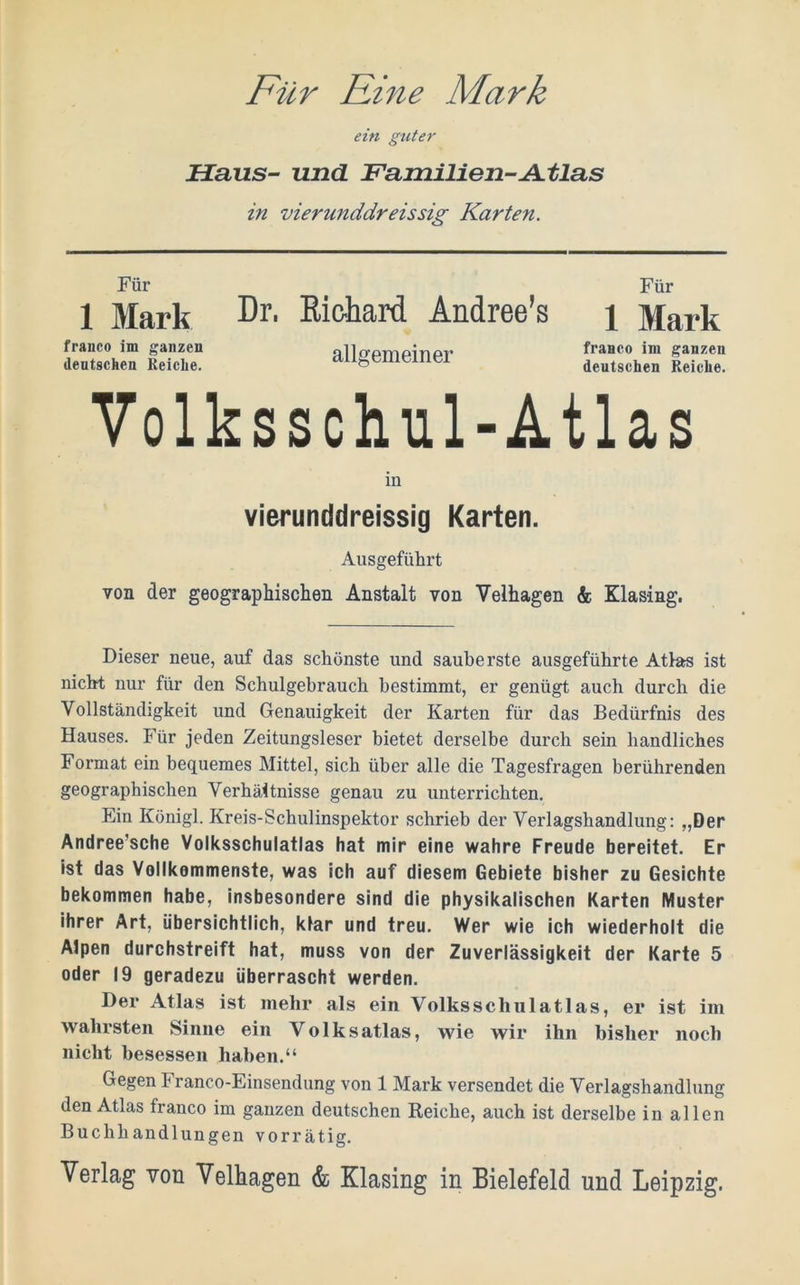 Für Eine Mark
ein guter
Haus- und Familien-Atlas
in vierunddreissig Karten.
Für
1 Mark
franco im ganzen
deutschen Reiche.
Dr. Richard Andree's
allgemeiner
Für
1 Mark
franco im ganzen
deutschen Reiche.
Volksschul-Atlas
in
vierunddreissig Karten.
Ausgeführt
von der geographischen Anstalt von Velhagen & Klasing.
Dieser neue, auf das schönste und sauberste ausgeführte Atlas ist
nicht nur für den Schulgebrauch bestimmt, er genügt auch durch die
Vollständigkeit und Genauigkeit der Karten für das Bedürfnis des
Hauses. Für jeden Zeitungsleser bietet derselbe durch sein handliches
Format ein bequemes Mittel, sich über alle die Tagesfragen berührenden
geographischen Verhältnisse genau zu unterrichten.
Ein Königl. Kreis-Schulinspektor schrieb der Verlagshandlung: „Der
Andree'sche Volksschulatlas hat mir eine wahre Freude bereitet. Er
ist das Vollkommenste, was ich auf diesem Gebiete bisher zu Gesichte
bekommen habe, insbesondere sind die physikalischen Karten Muster
ihrer Art, übersichtlich, klar und treu. Wer wie ich wiederholt die
Alpen durchstreift hat, muss von der Zuverlässigkeit der Karte 5
oder 19 geradezu überrascht werden.
Der Atlas ist mehr als ein Volksschulatlas, er ist im
wahrsten Sinne ein Volksatlas, wie wir ihn bisher noch
nicht besessen haben.“
Gegen Franco-Einsendung von 1 Mark versendet die Verlagshandlung
den Atlas franco im ganzen deutschen Reiche, auch ist derselbe in allen
Buchhandlungen vorrätig.
Verlag von Velhagen & Klasing in Bielefeld und Leipzig.